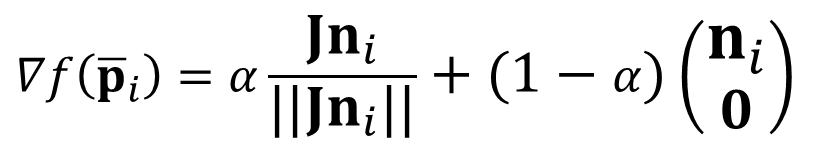 ∇f(p̅ᵢ) = α Jnᵢ / ||Jnᵢ|| + (1 − α) (nᵢ 0)